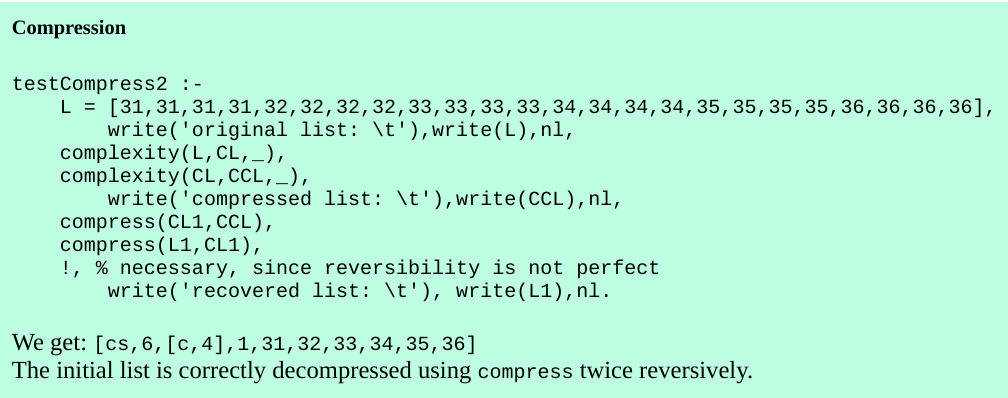 Compression
testCompress2 :-
L = [31,31,31,31,32,32,32,32,33,33,33,33,34,34,34,34,35,35,35,35,36,36,36,36],
write('original list: \t'),write(L),nl,
complexity(L,CL,_),
complexity(CL,CCL,_),
write('compressed list: \t'),write(CCL),nl,
compress(CL1,CCL),
compress(L1,CL1),
!, % necessary, since reversibility is not perfect
write('recovered list: \t'), write(L1),nl.
We get: [cs,6,[c,4],1,31,32,33,34,35,36]
The initial list is correctly decompressed using compress twice reversively.